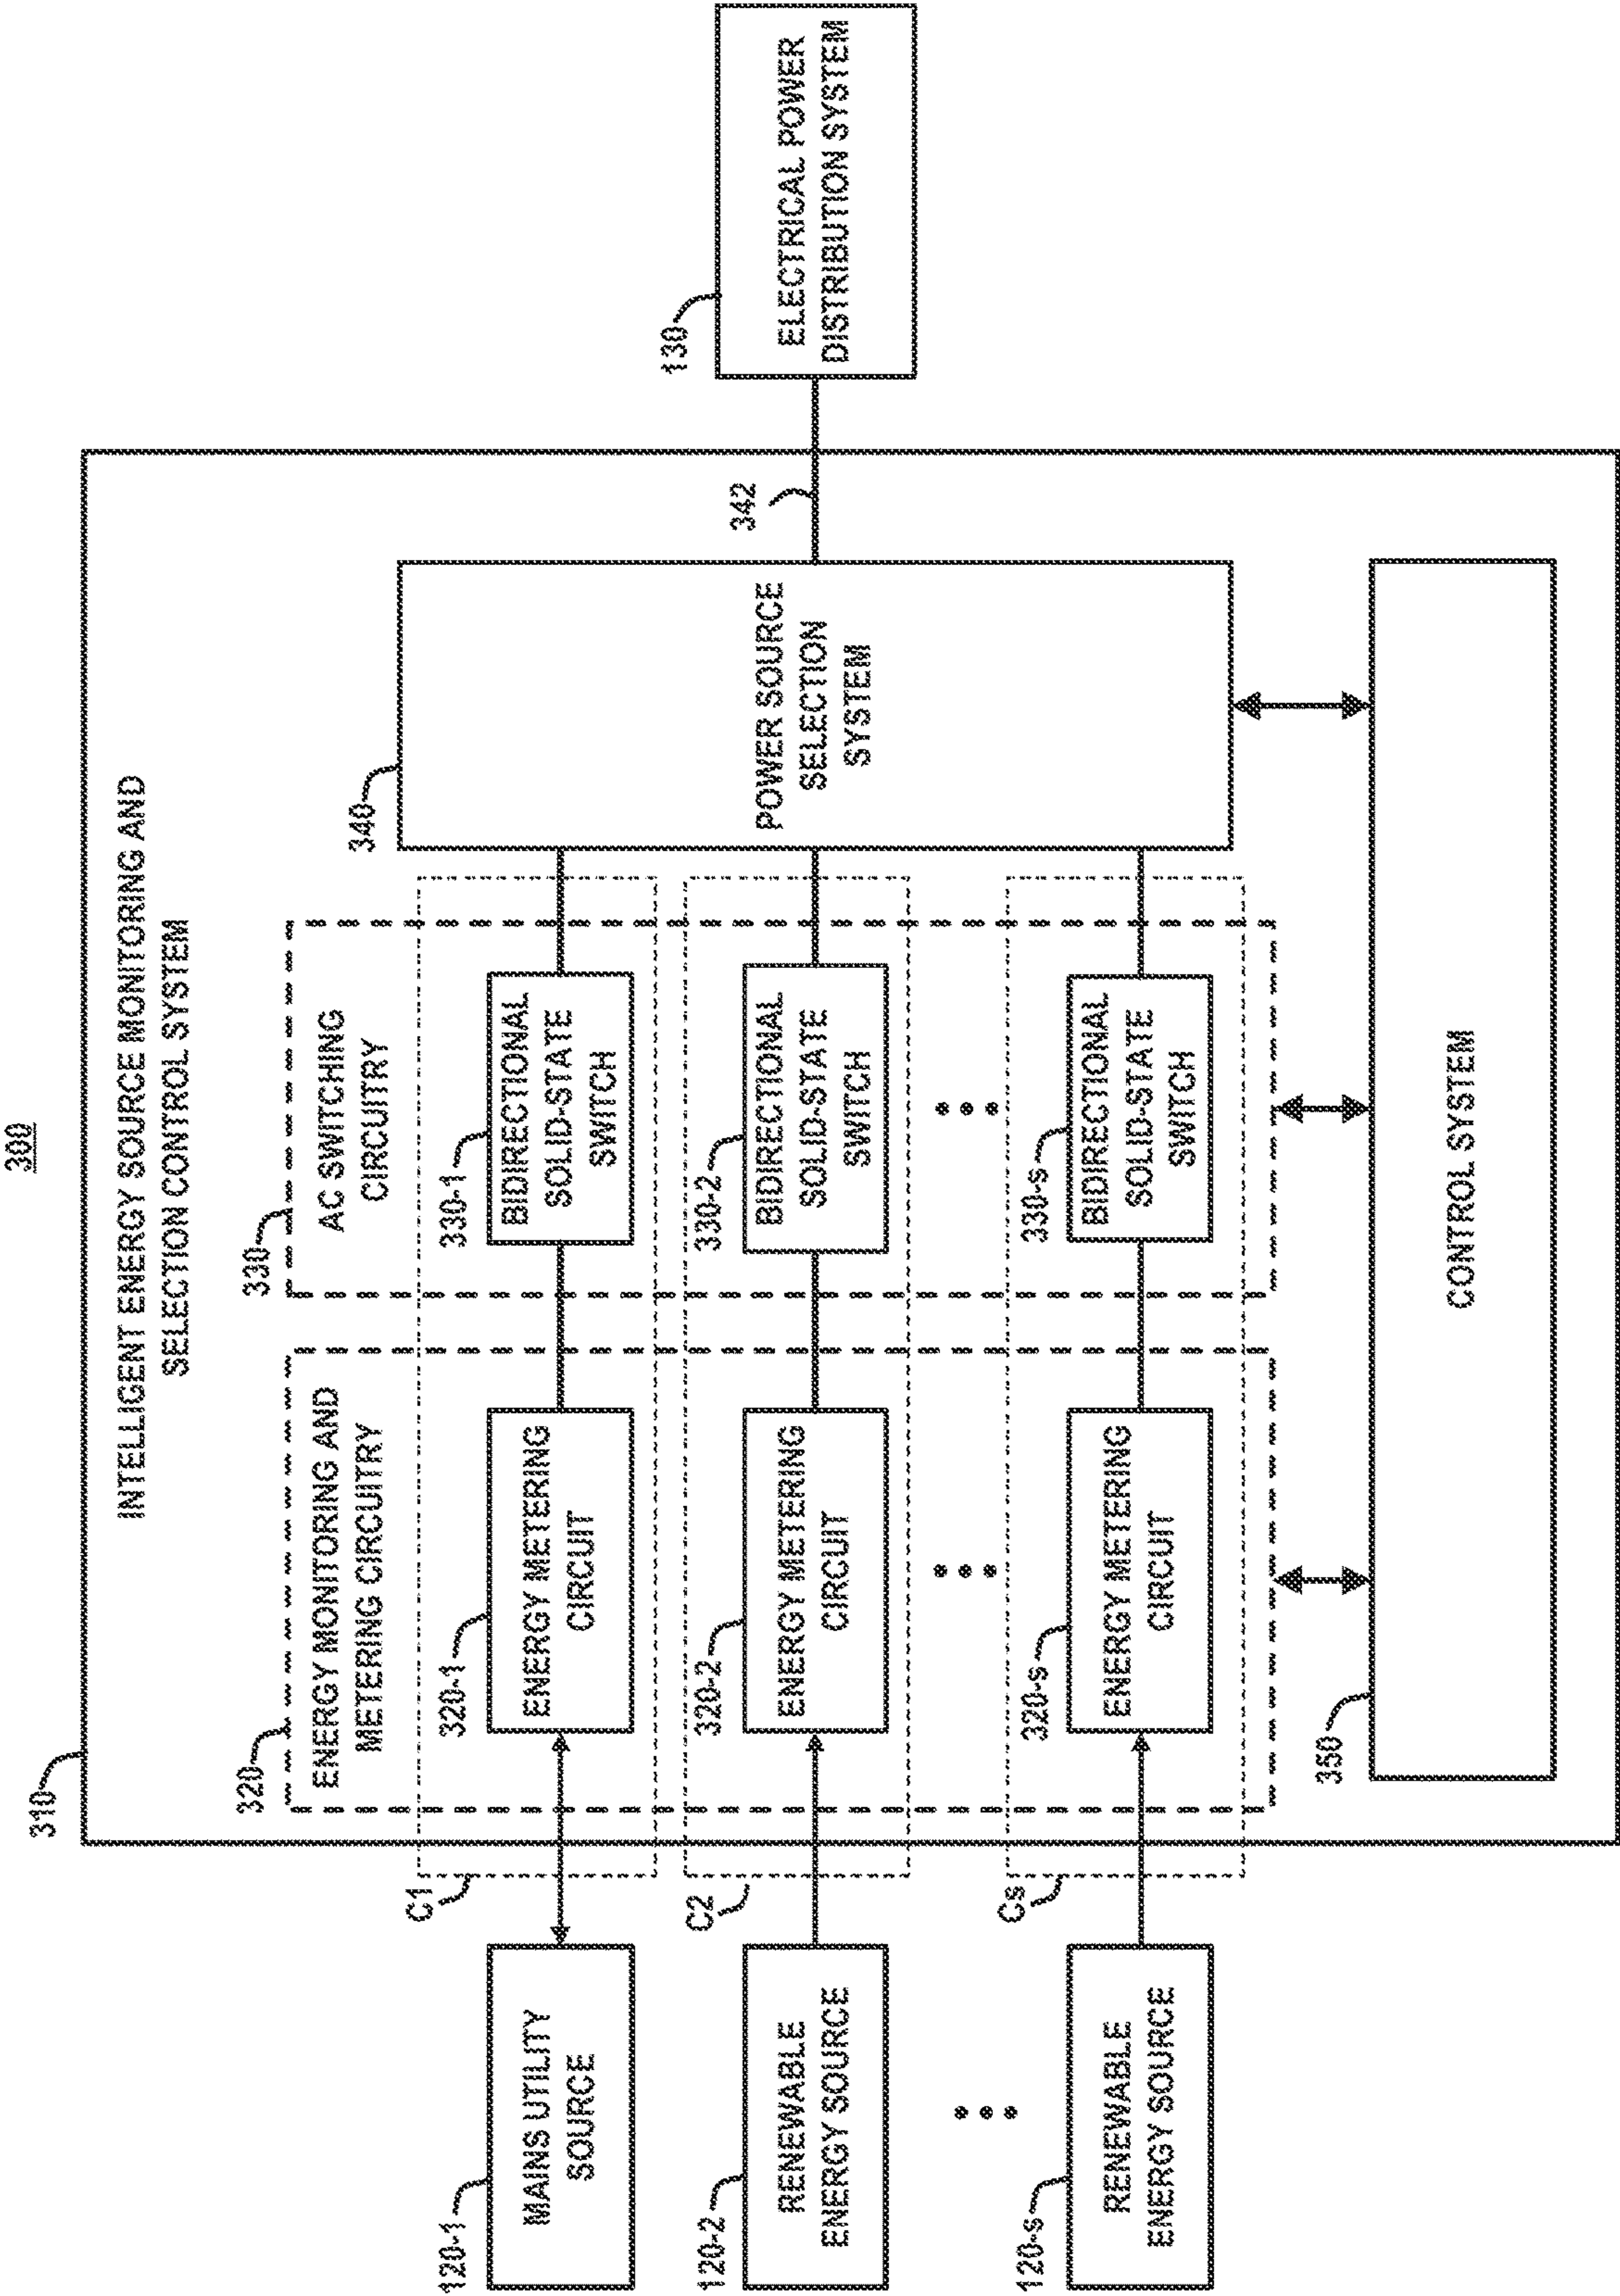 300
310
INTELLIGENT ENERGY SOURCE MONITORING AND
SELECTION CONTROL SYSTEM
320
ENERGY MONITORING AND
METERING CIRCUITRY
330
AC SWITCHING
CIRCUITRY
340
POWER SOURCE
SELECTION
SYSTEM
342
130
ELECTRICAL POWER
DISTRIBUTION SYSTEM
120-1
MAINS UTILITY
SOURCE
C1
320-1
ENERGY METERING
CIRCUIT
330-1
BIDIRECTIONAL
SOLID-STATE
SWITCH
120-2
RENEWABLE
ENERGY SOURCE
C2
320-2
ENERGY METERING
CIRCUIT
330-2
BIDIRECTIONAL
SOLID-STATE
SWITCH
120-s
RENEWABLE
ENERGY SOURCE
Cs
320-s
ENERGY METERING
CIRCUIT
330-s
BIDIRECTIONAL
SOLID-STATE
SWITCH
350
CONTROL SYSTEM